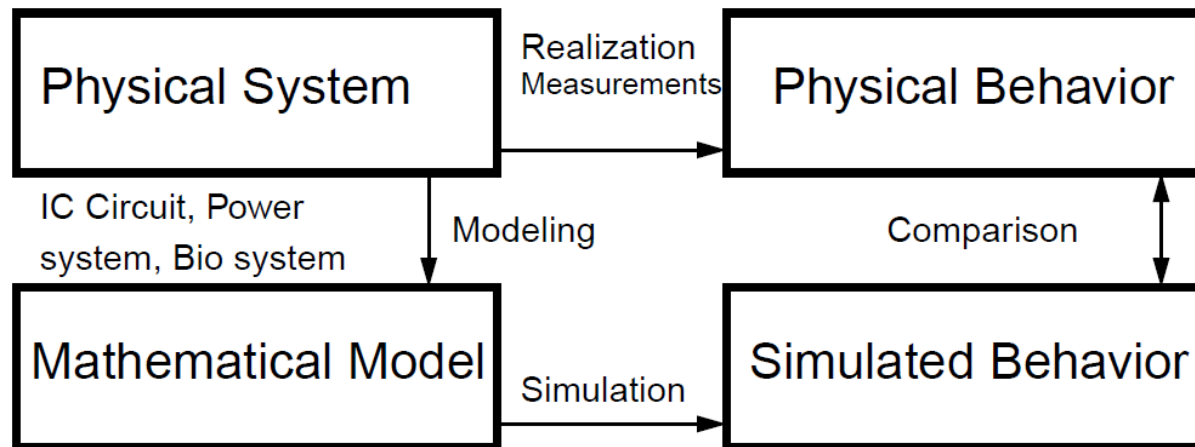 Physical System
Realization
Measurements
Physical Behavior
IC Circuit, Power
system, Bio system
Modeling
Comparison
Mathematical Model
Simulation
Simulated Behavior